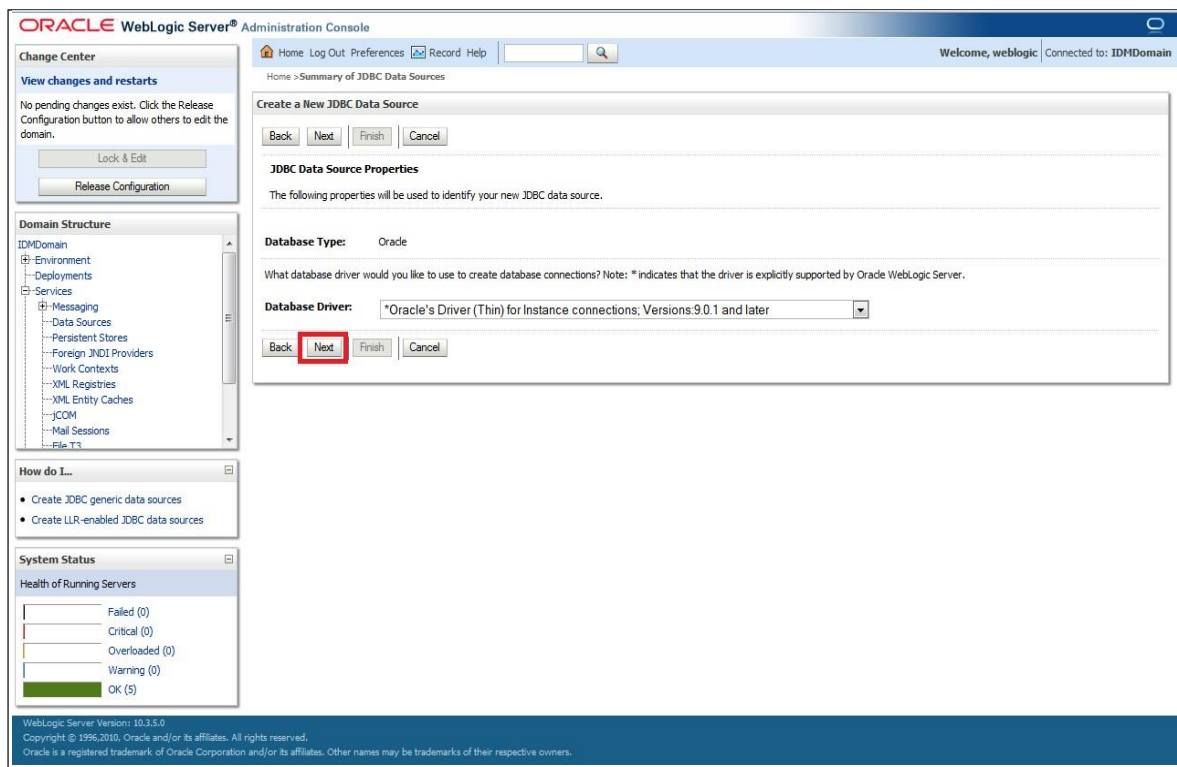 ORACLE WebLogic Server® Administration Console
Change Center
View changes and restarts
No pending changes exist. Click the Release
Configuration button to allow others to edit the
domain.
Lock & Edit
Release Configuration
Domain Structure
IDMDomain
Environment
Deployments
Services
Messaging
Data Sources
Persistent Stores
Foreign JNDI Providers
Work Contexts
XML Registries
XML Entity Caches
jCOM
Mail Sessions
File T3
How do I...
Create JDBC generic data sources
Create LLR-enabled JDBC data sources
System Status
Health of Running Servers
Failed (0)
Critical (0)
Overloaded (0)
Warning (0)
OK (5)
Home Log Out Preferences Record Help
Welcome, weblogic Connected to: IDMDomain
Home >Summary of JDBC Data Sources
Create a New JDBC Data Source
Back Next Finish Cancel
JDBC Data Source Properties
The following properties will be used to identify your new JDBC data source.
Database Type: Oracle
What database driver would you like to use to create database connections? Note: * indicates that the driver is explicitly supported by Oracle WebLogic Server.
Database Driver: *Oracle's Driver (Thin) for Instance connections; Versions:9.0.1 and later
Back Next Finish Cancel
WebLogic Server Version: 10.3.5.0
Copyright © 1996,2010, Oracle and/or its affiliates. All rights reserved.
Oracle is a registered trademark of Oracle Corporation and/or its affiliates. Other names may be trademarks of their respective owners.